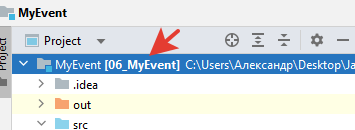 MyEvent
Project
Project
MyEvent [06_MyEvent] C:\Users\Александр\Desktop\Ja
.idea
out
src